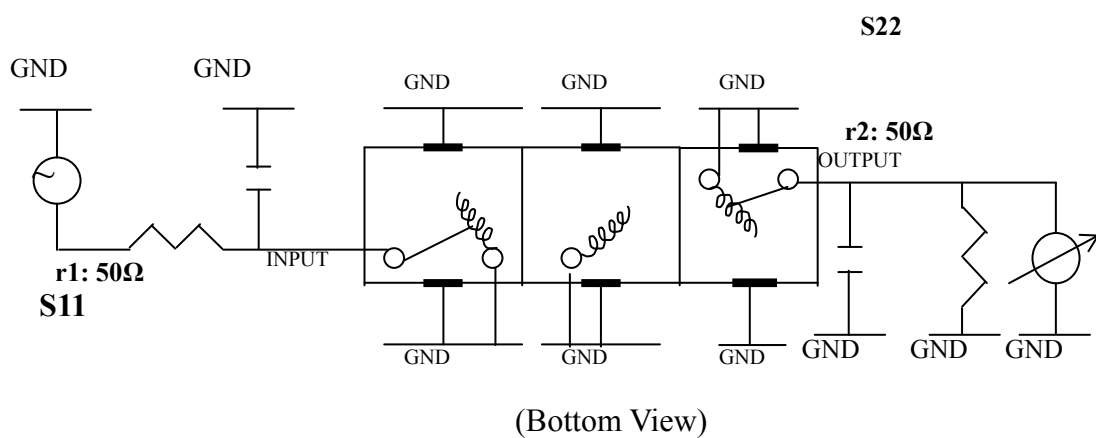 S22
GND
GND
GND
GND
GND
r2: 50Ω
OUTPUT
INPUT
r1: 50Ω
S11
GND
GND
GND
GND
GND
GND
(Bottom View)